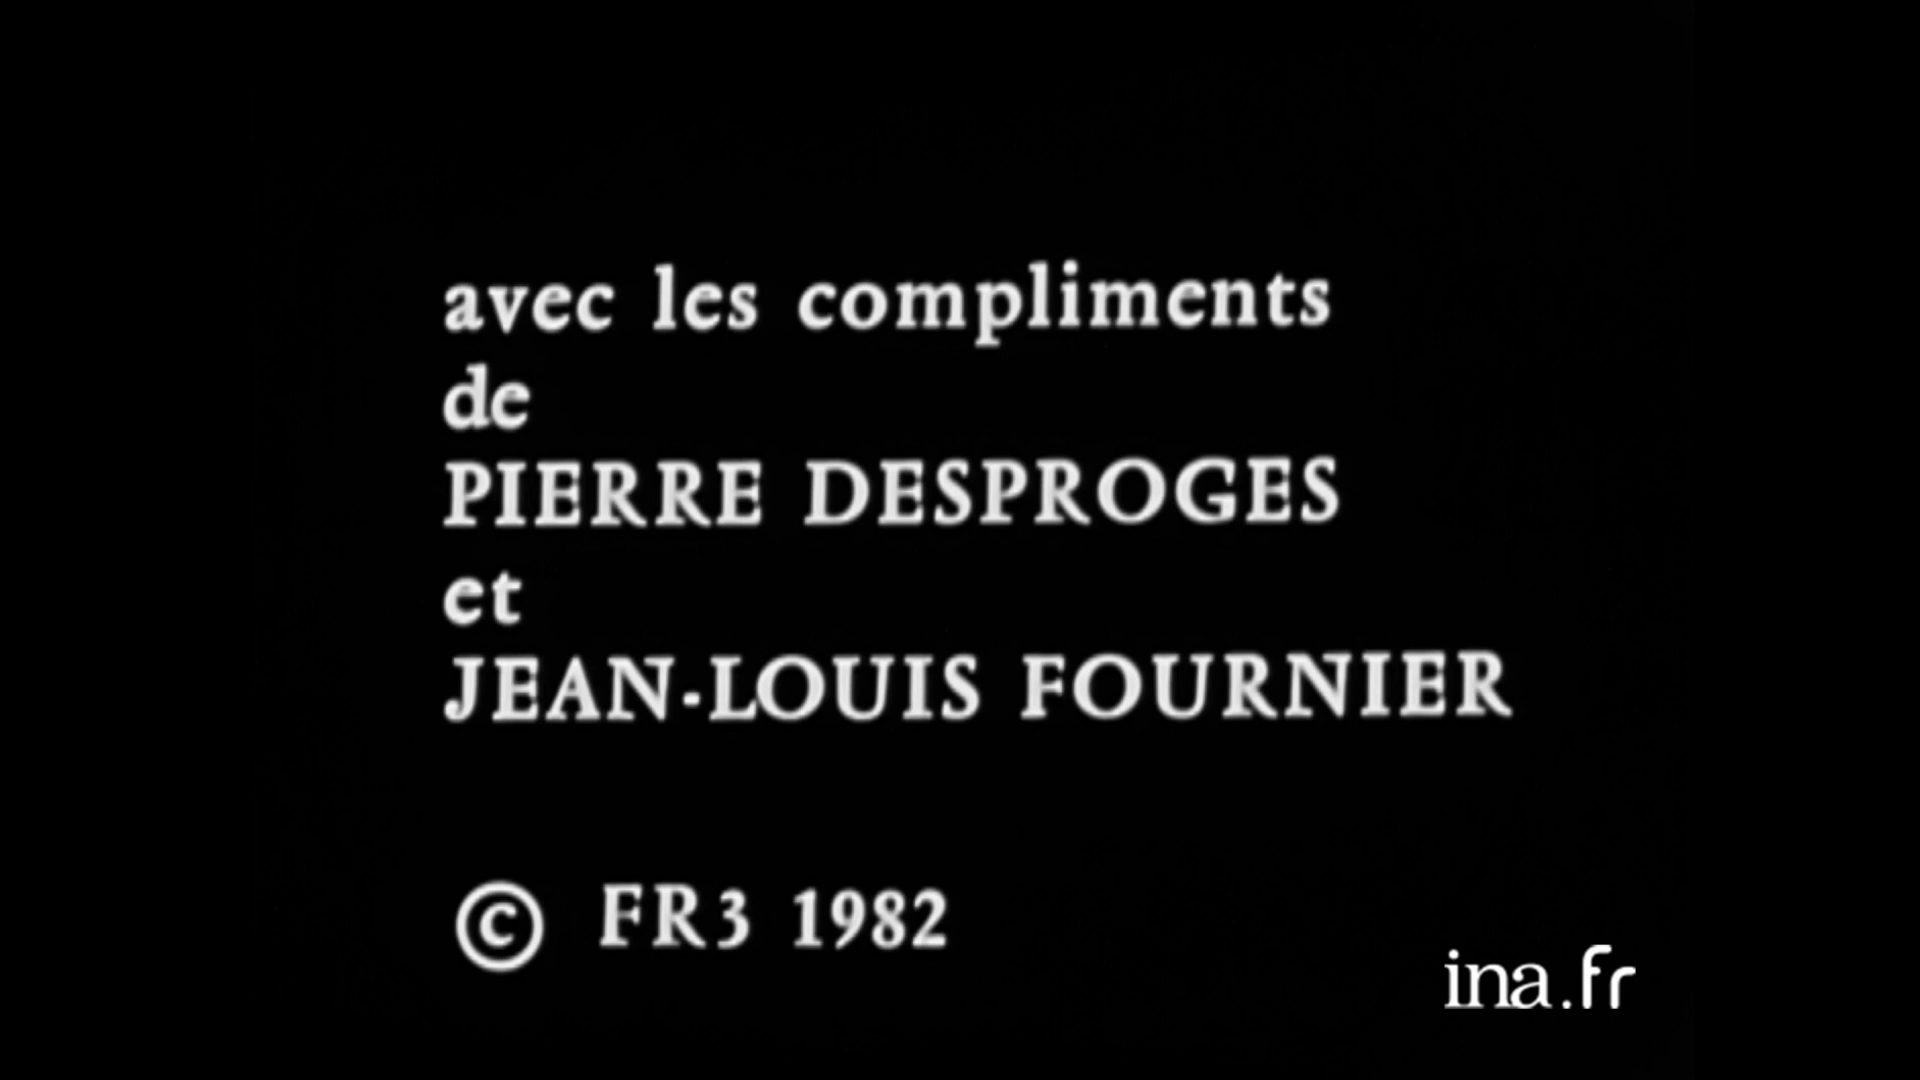 avec les compliments
de
PIERRE DESPROGES
et
JEAN-LOUIS FOURNIER
© FR3 1982
ina.fr